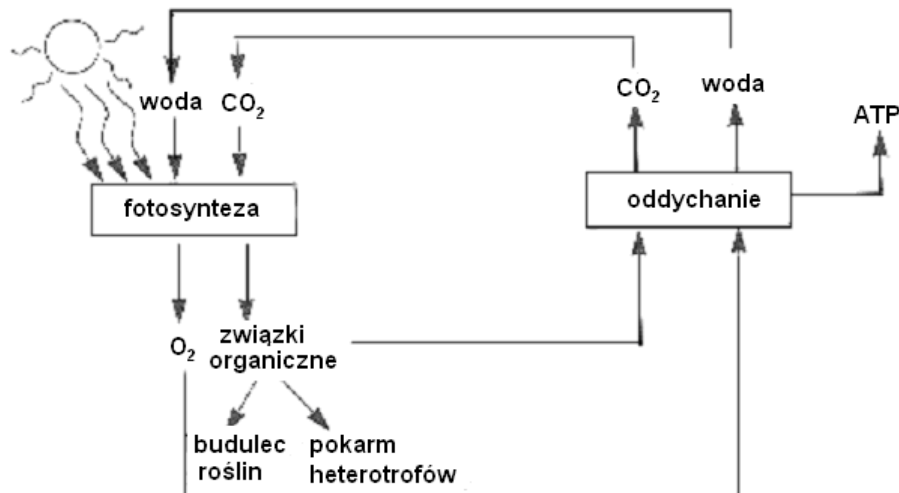 woda CO₂
fotosynteza
O₂ związki
organiczne
budulec
roślin
pokarm
heterotrofów
CO₂ woda
ATP
oddychanie